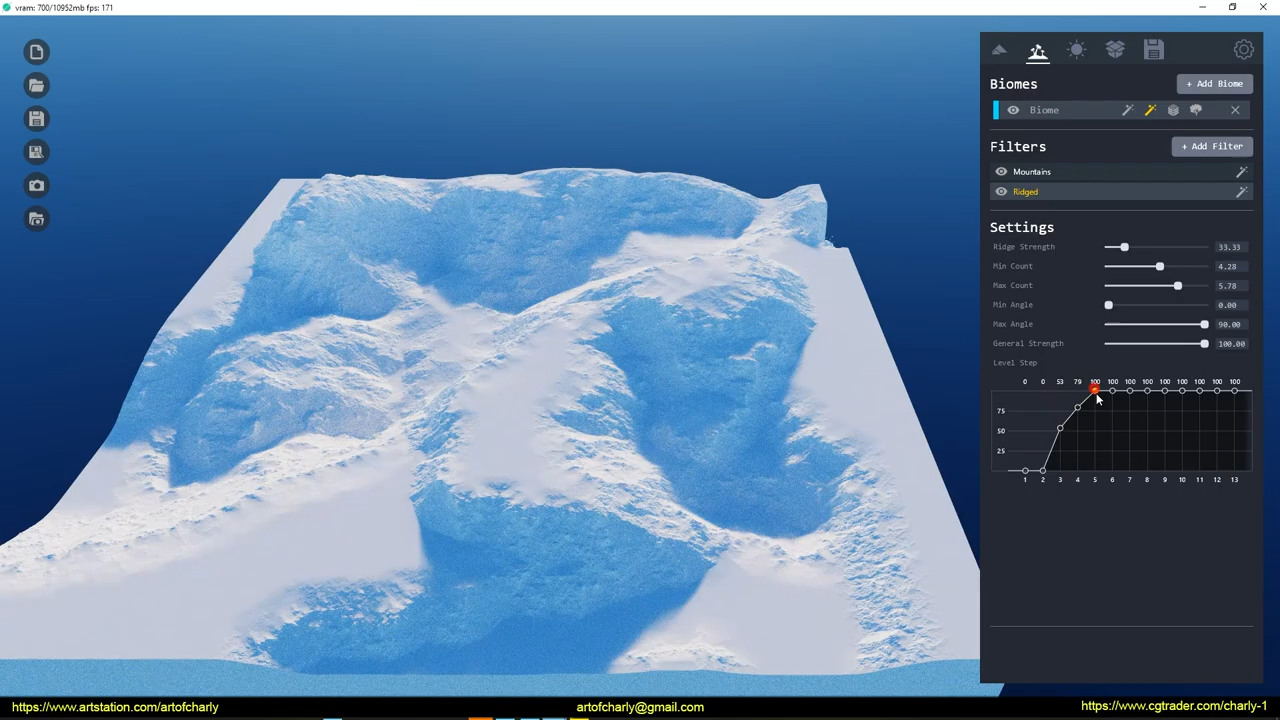 vram: 700/10952mb fps: 171
Biomes
+ Add Biome
Biome
Filters
+ Add Filter
Mountains
Ridged
Settings
Ridge Strength 33.33
Min Count 4.28
Max Count 5.78
Min Angle 0.00
Max Angle 90.00
General Strength 100.00
Level Step
0 0 53 79 100 100 100 100 100 100 100 100 100
75
50
25
1 2 3 4 5 6 7 8 9 10 11 12 13
https://www.artstation.com/artofcharly artofcharly@gmail.com https://www.cgtrader.com/charly-1